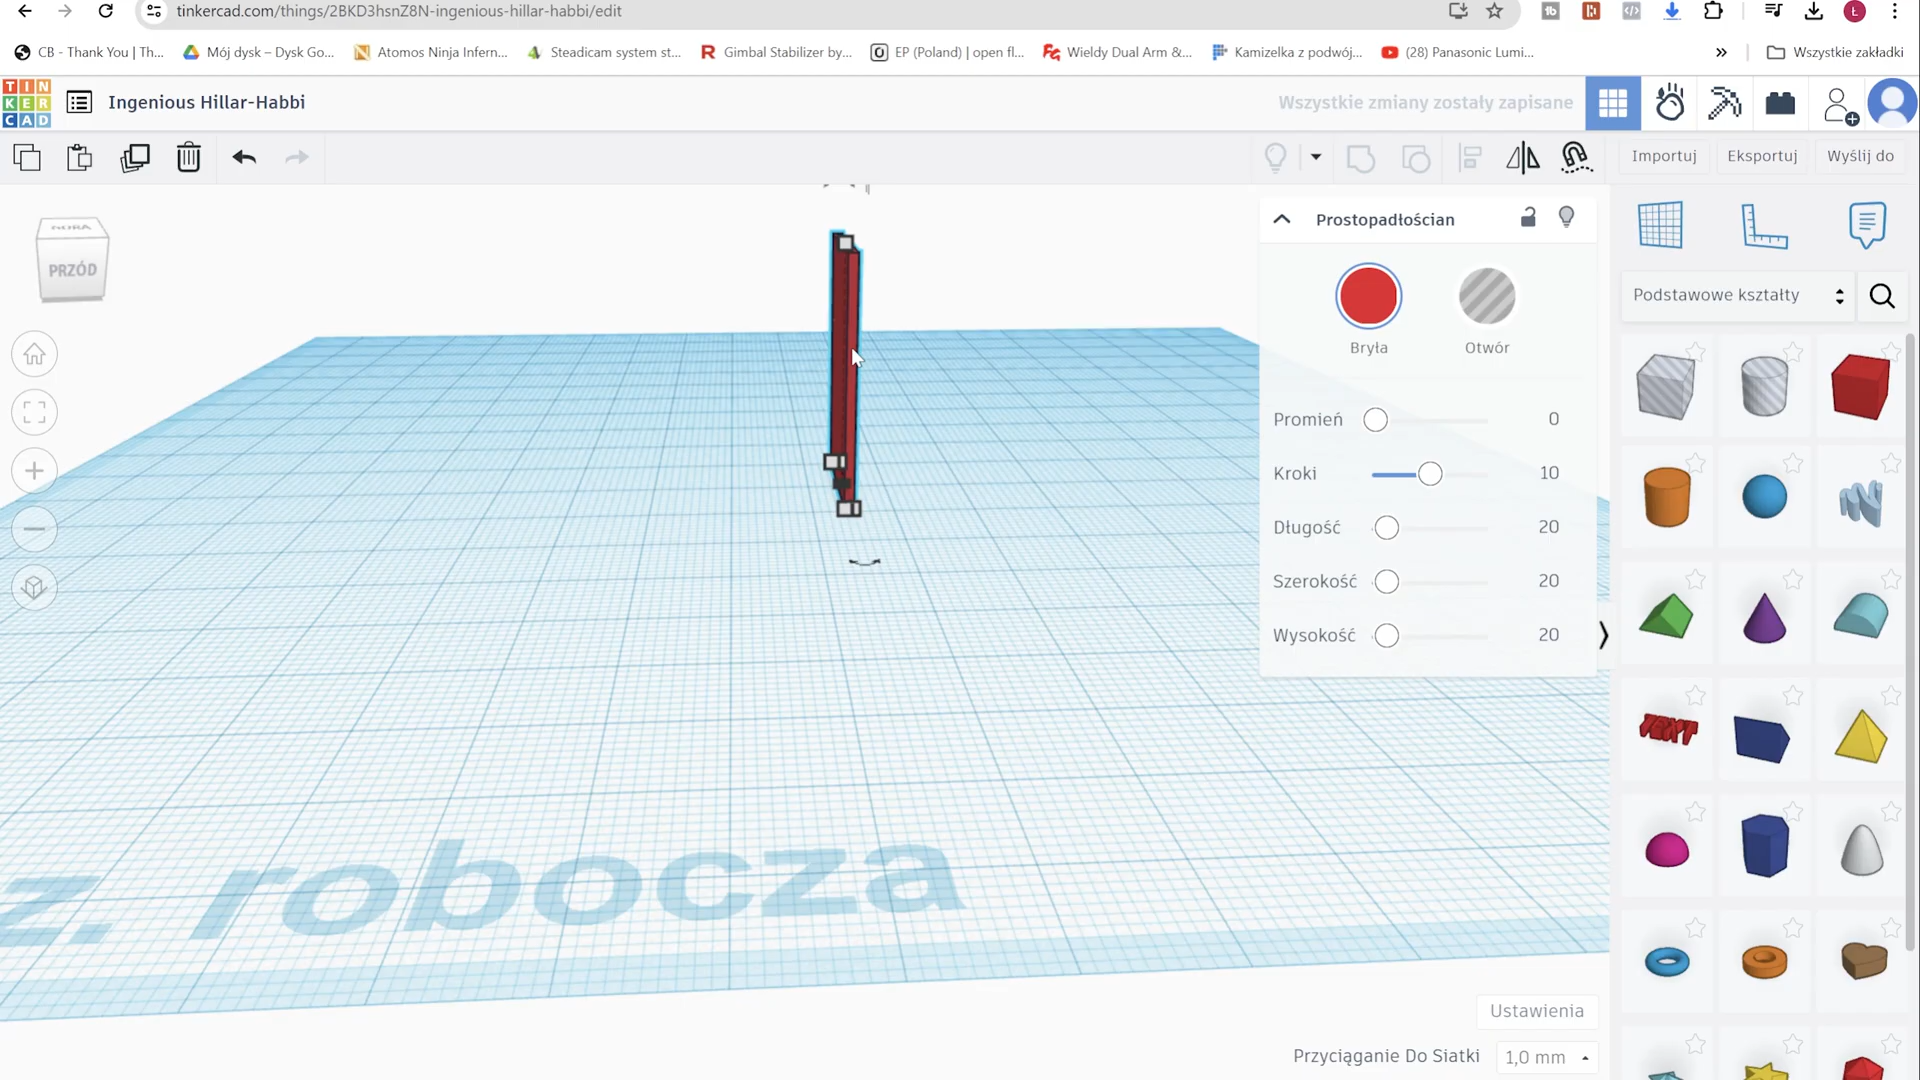 tinkercad.com/things/2BKD3hsnZ8N-ingenious-hillar-habbi/edit
CB - Thank You | Th...
Mój dysk – Dysk Go...
Atomos Ninja Infern...
Steadicam system st...
Gimbal Stabilizer by...
EP (Poland) | open fl...
Wieldy Dual Arm &...
Kamizelka z podwój...
(28) Panasonic Lumi...
Wszystkie zakładki
TIN
KER
CAD
Ingenious Hillar-Habbi
Wszystkie zmiany zostały zapisane
Importuj
Eksportuj
Wyślij do
PRZÓD
Prostopadłościan
Bryła
Otwór
Promień 0
Kroki 10
Długość 20
Szerokość 20
Wysokość 20
Podstawowe kształty
TEXT
z. robocza
Ustawienia
Przyciąganie Do Siatki
1,0 mm